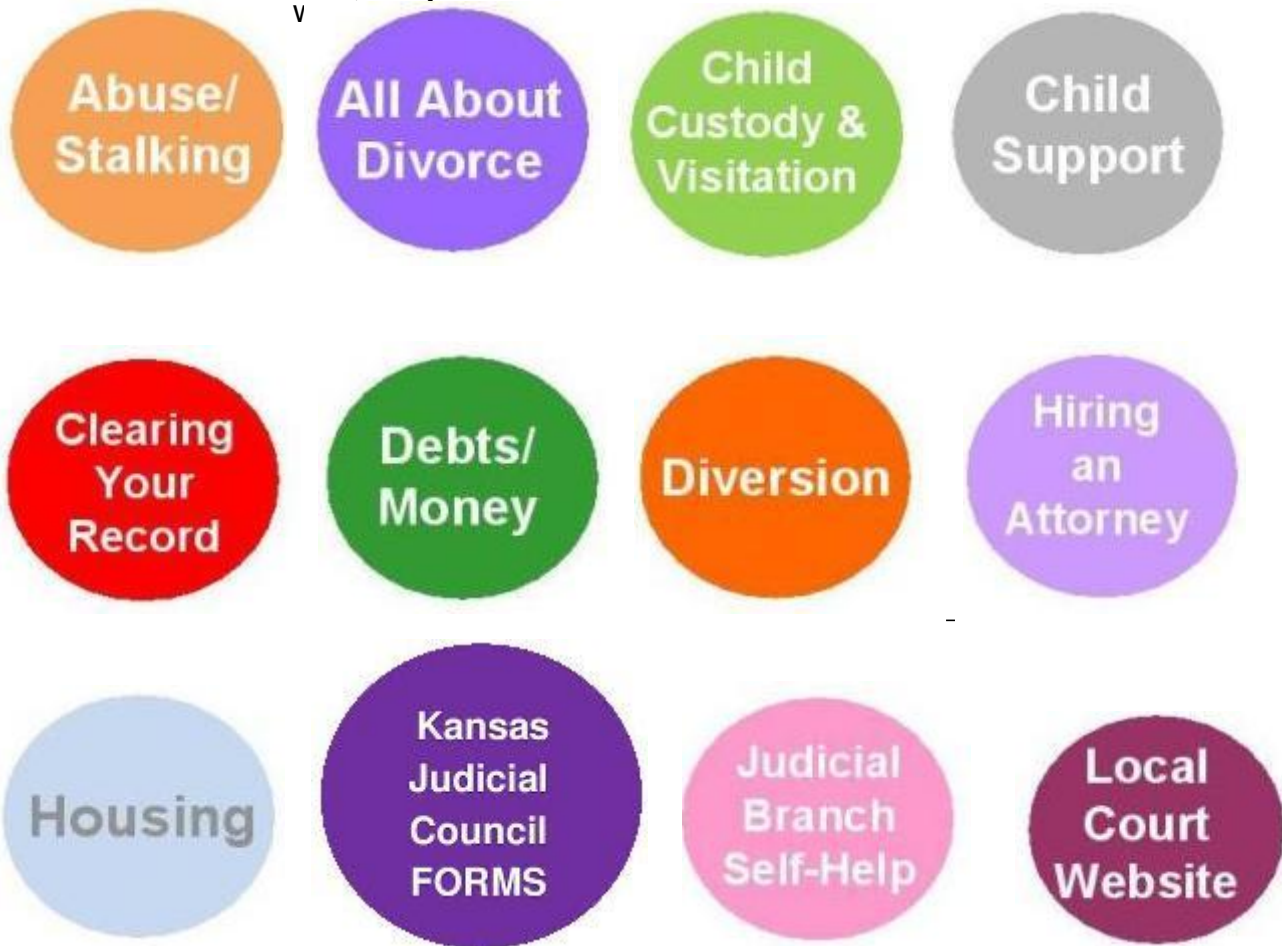 Abuse/
Stalking
All About
Divorce
Child
Custody &
Visitation
Child
Support
Clearing
Your
Record
Debts/
Money
Diversion
Hiring
an
Attorney
Housing
Kansas
Judicial
Council
FORMS
Judicial
Branch
Self-Help
Local
Court
Website